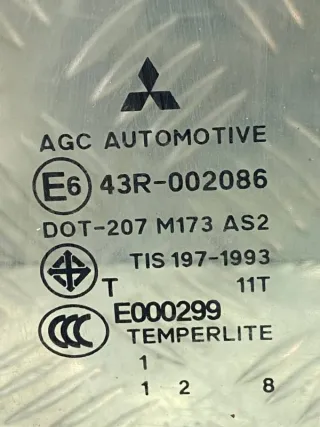 AGC AUTOMOTIVE
E6 43R-002086
DOT-207 M173 AS2
TIS 197-1993
T 11T
CCC E000299
TEMPERLITE
1
1 2 8